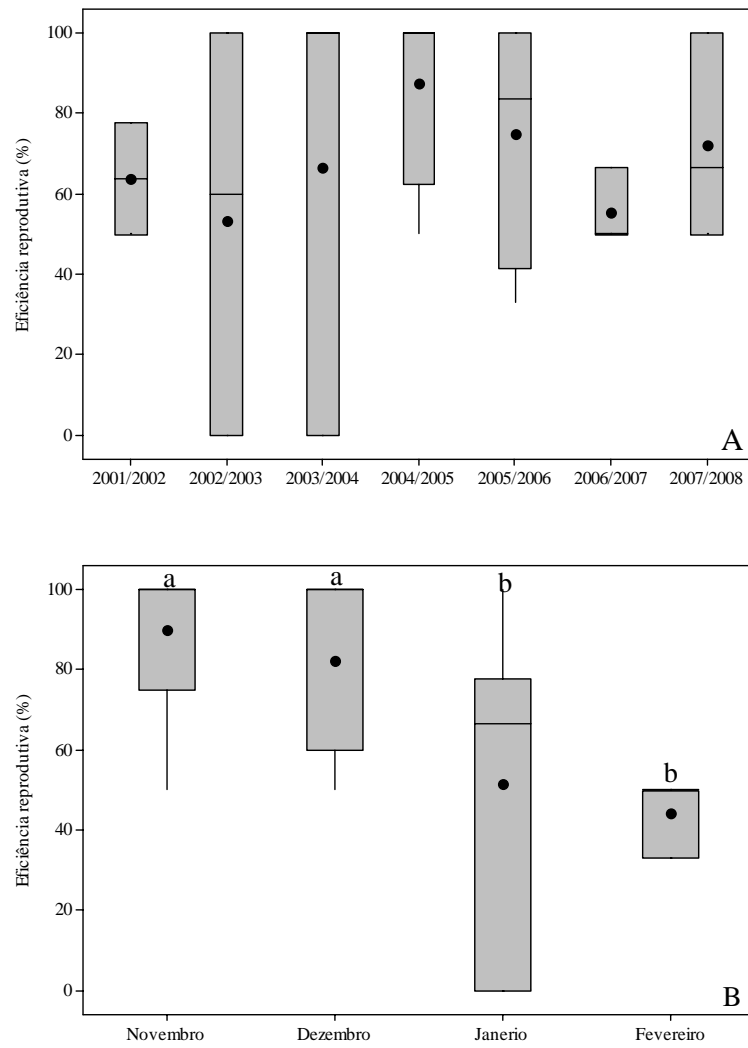 100
80
60
40
20
0
Eficiência reprodutiva (%)
A
2001/2002 2002/2003 2003/2004 2004/2005 2005/2006 2006/2007 2007/2008
a a b
100
80
60
b
40
20
0
Eficiência reprodutiva (%)
B
Novembro Dezembro Janerio Fevereiro